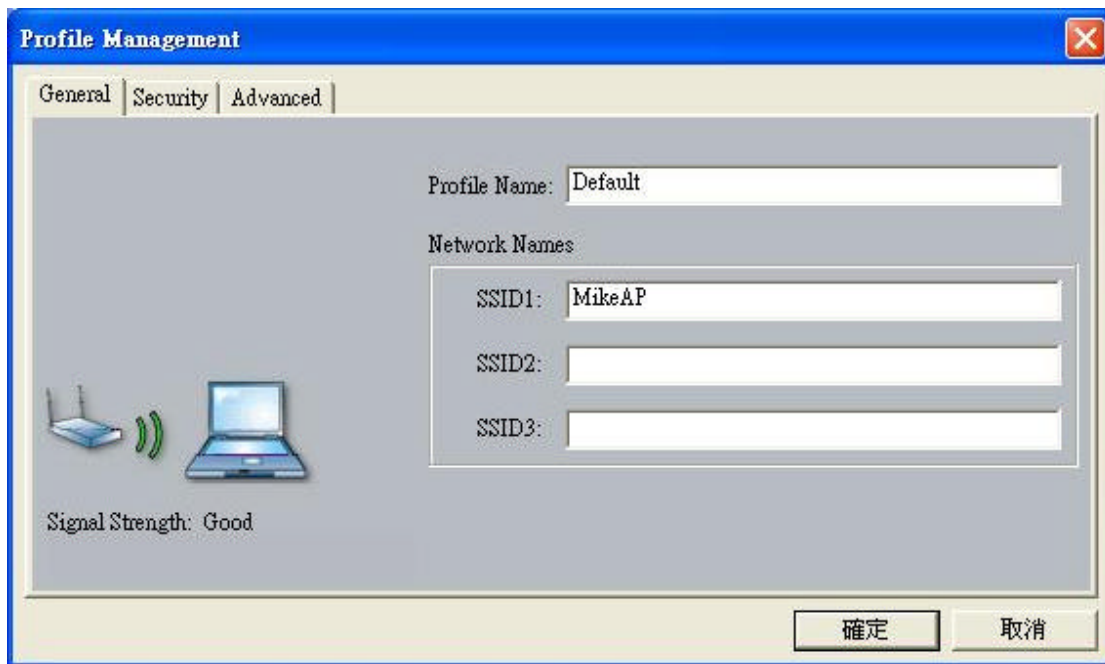 Profile Management
General
Security
Advanced
Profile Name: Default
Network Names
SSID1: MikeAP
SSID2:
SSID3:
Signal Strength: Good
確定
取消